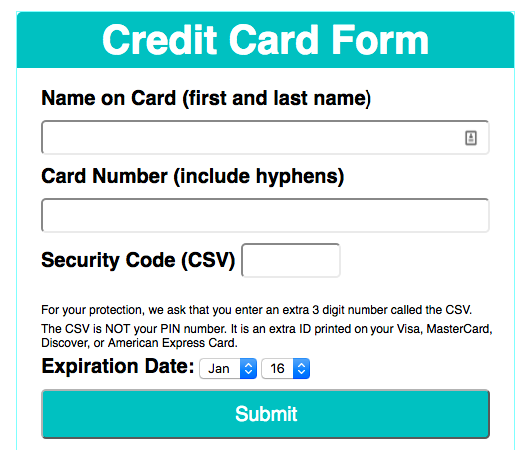 Credit Card Form
Name on Card (first and last name)
Card Number (include hyphens)
Security Code (CSV)
For your protection, we ask that you enter an extra 3 digit number called the CSV.
The CSV is NOT your PIN number. It is an extra ID printed on your Visa, MasterCard,
Discover, or American Express Card.
Expiration Date: Jan 16
Submit